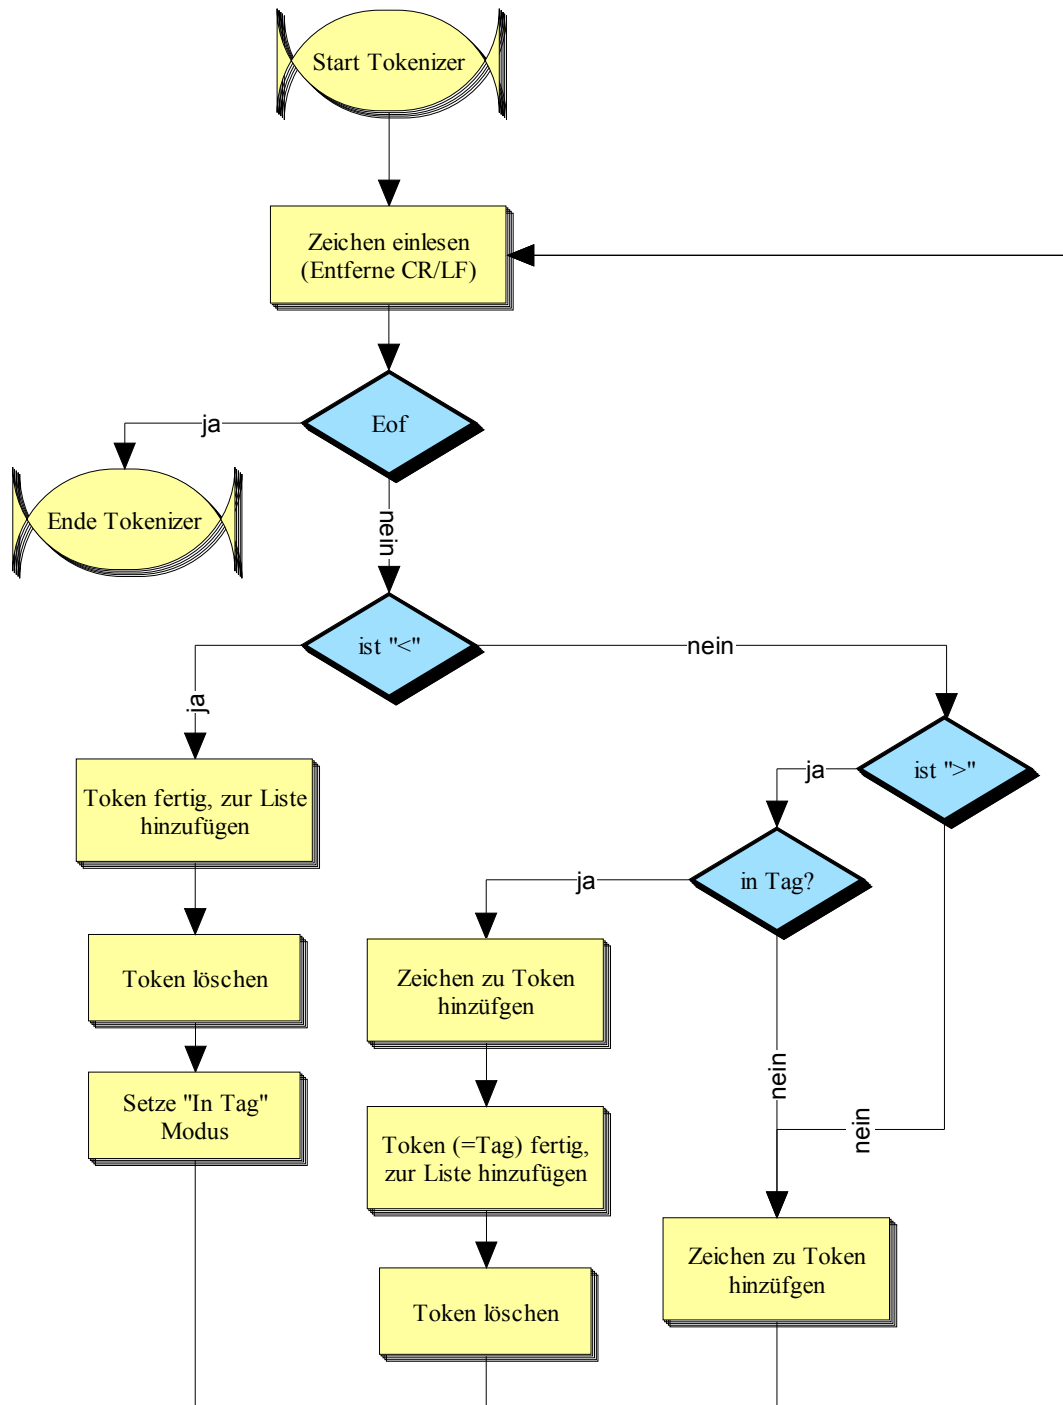 Start Tokenizer
Zeichen einlesen
(Entferne CR/LF)
Eof
ja
Ende Tokenizer
nein
ist "<"
nein
ja
ist ">"
ja
Token fertig, zur Liste
hinzufügen
in Tag?
ja
Zeichen zu Token
hinzüfgen
Token löschen
nein
nein
Setze "In Tag"
Modus
Token (=Tag) fertig,
zur Liste hinzufügen
Zeichen zu Token
hinzüfgen
Token löschen